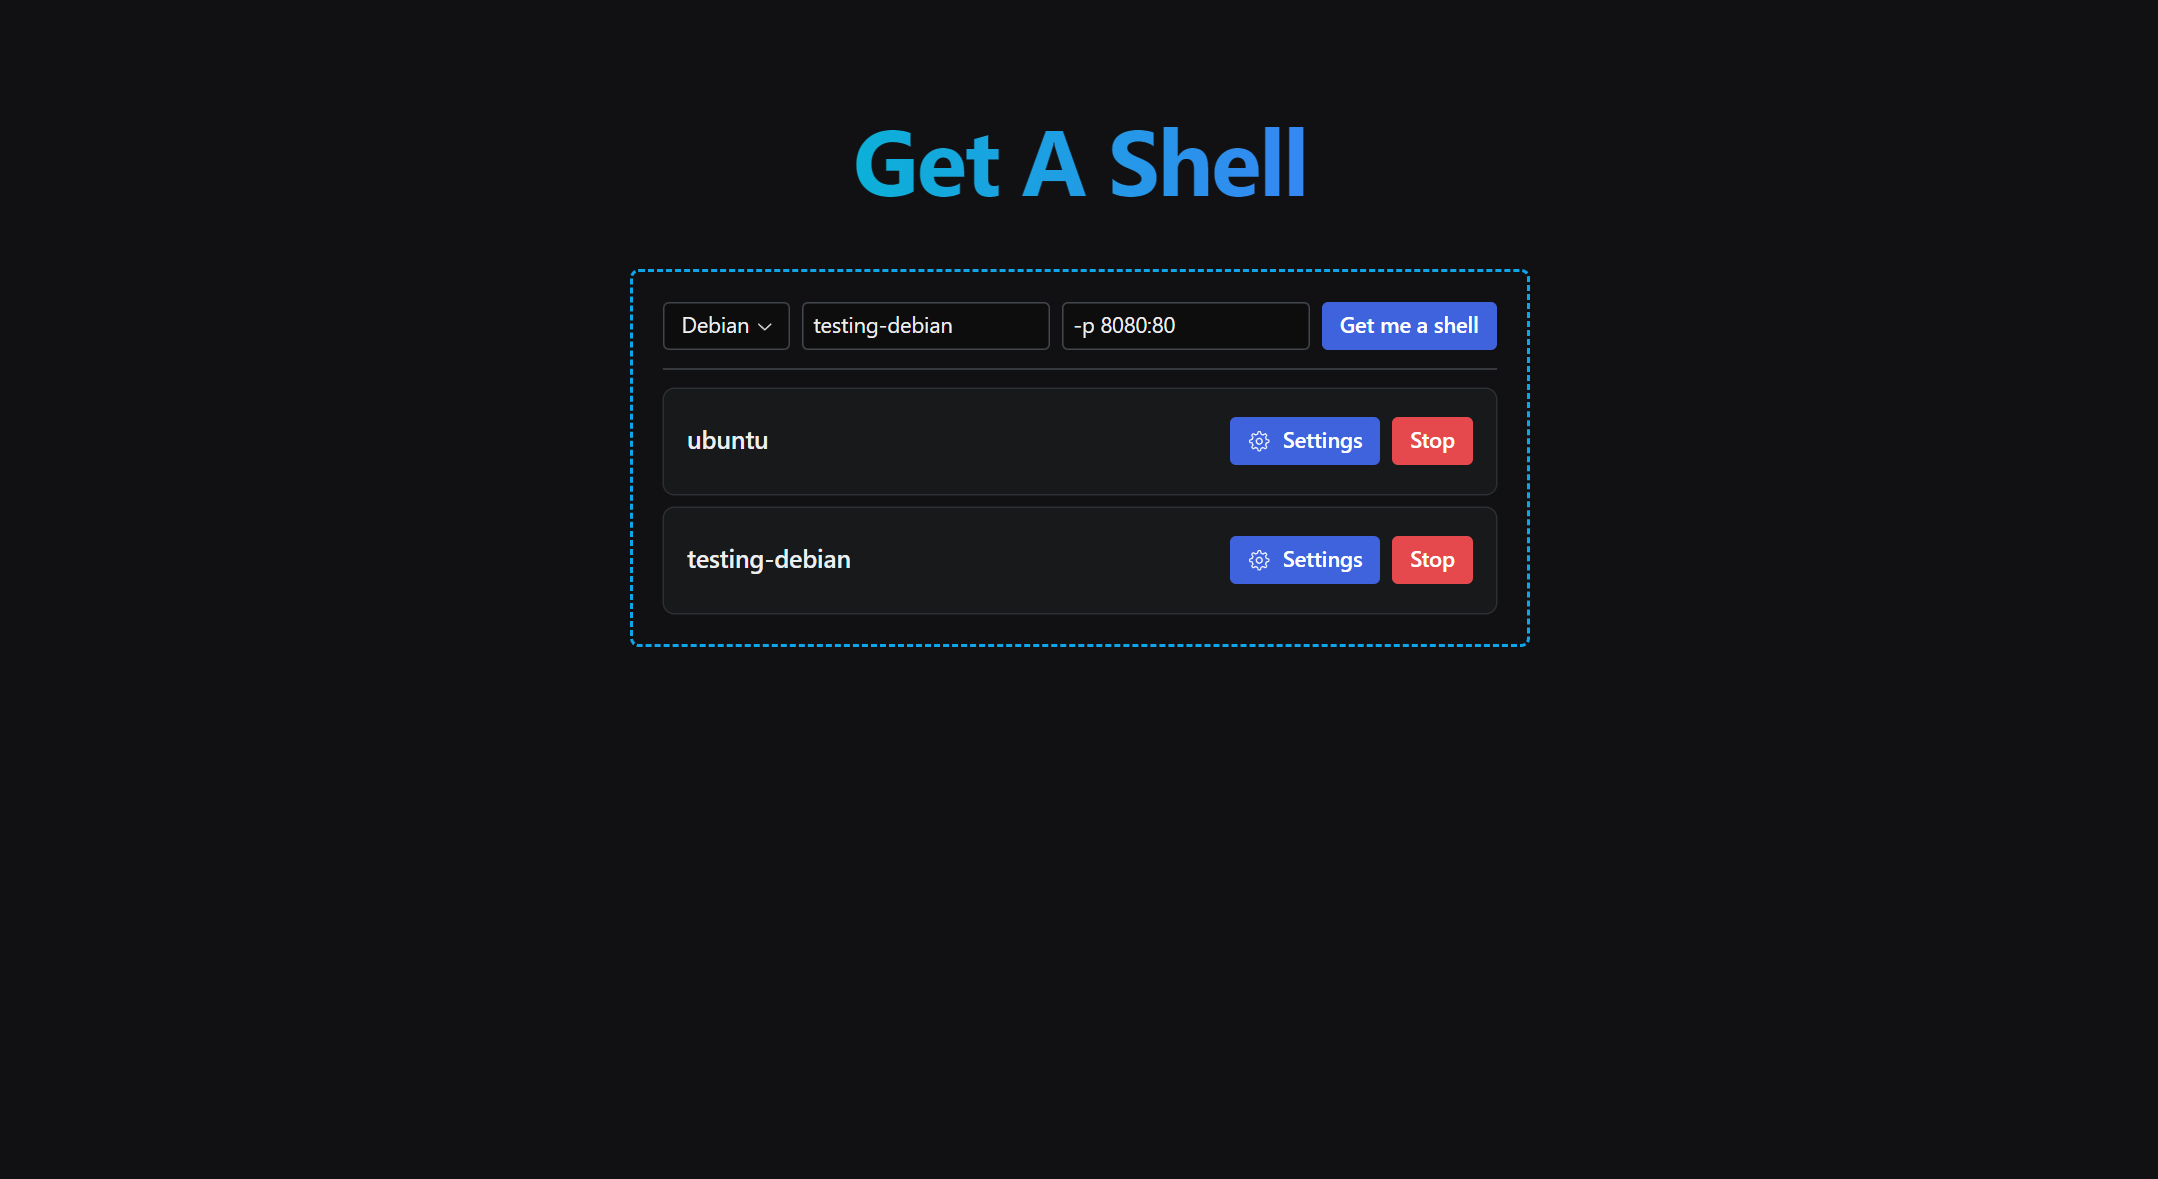 Get A Shell
Debian testing-debian -p 8080:80 Get me a shell
ubuntu Settings Stop
testing-debian Settings Stop